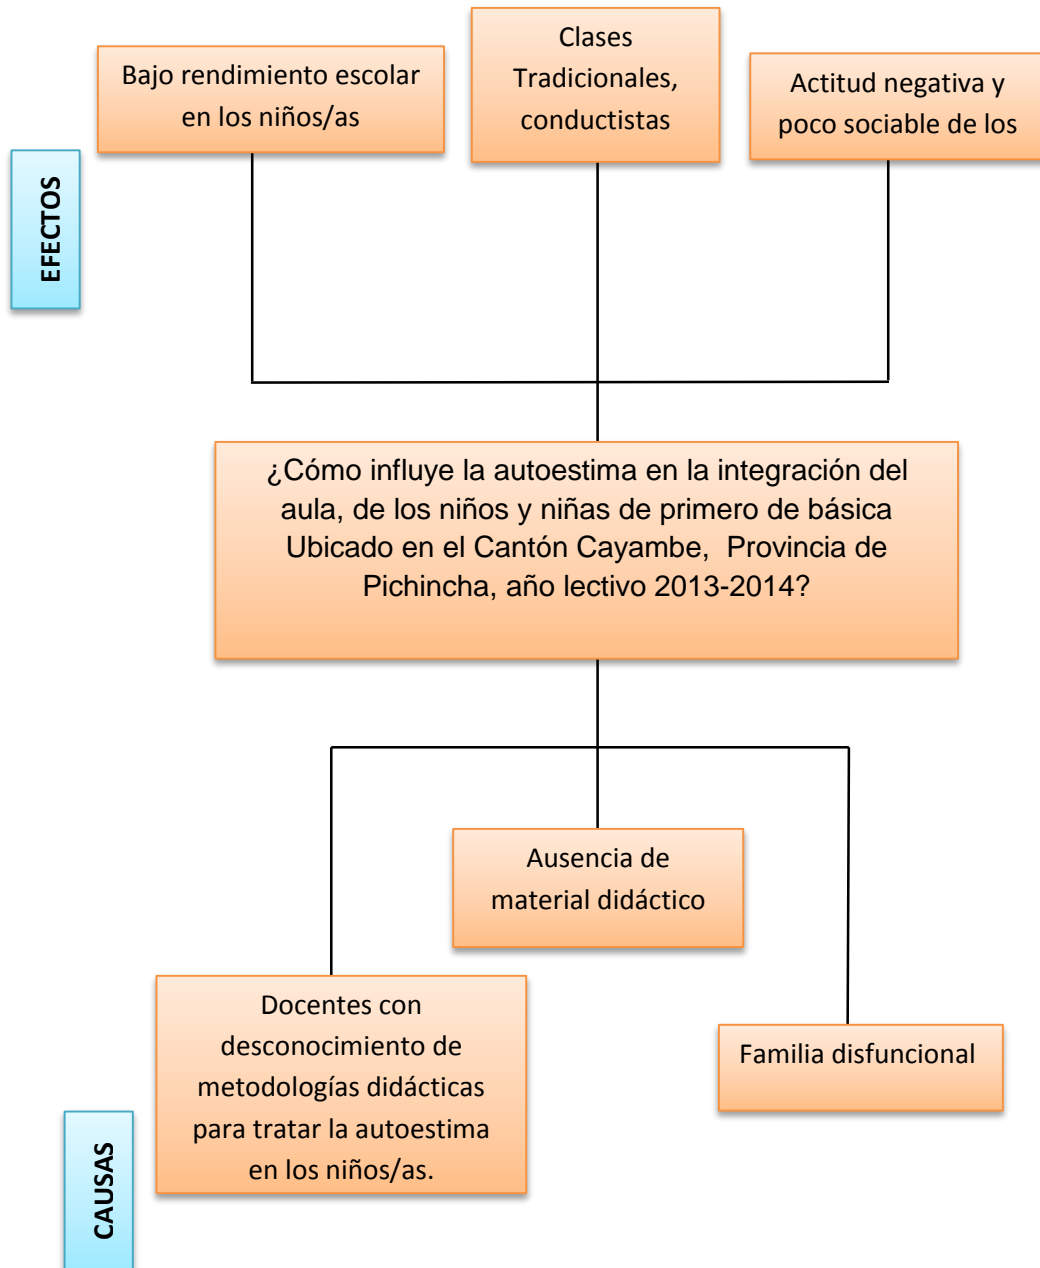 Bajo rendimiento escolar
en los niños/as
Clases
Tradicionales,
conductistas
Actitud negativa y
poco sociable de los
EFECTOS
¿Cómo influye la autoestima en la integración del
aula, de los niños y niñas de primero de básica
Ubicado en el Cantón Cayambe, Provincia de
Pichincha, año lectivo 2013-2014?
Ausencia de
material didáctico
Docentes con
desconocimiento de
metodologías didácticas
para tratar la autoestima
en los niños/as.
Familia disfuncional
CAUSAS